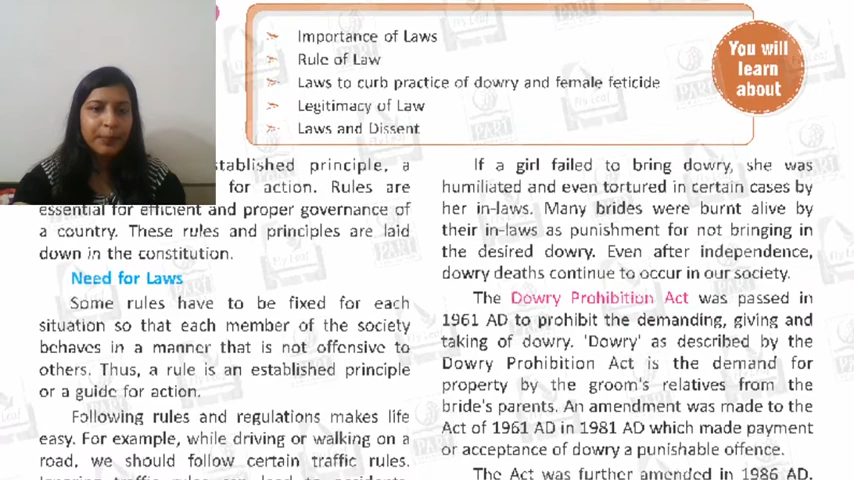 Importance of Laws
Rule of Law
Laws to curb practice of dowry and female feticide
Legitimacy of Law
Laws and Dissent
You will
learn
about
established principle, a
for action. Rules are
essential for efficient and proper governance of
a country. These rules and principles are laid
down in the constitution.
Need for Laws
Some rules have to be fixed for each
situation so that each member of the society
behaves in a manner that is not offensive to
others. Thus, a rule is an established principle
or a guide for action.
Following rules and regulations makes life
easy. For example, while driving or walking on a
road, we should follow certain traffic rules.
If a girl failed to bring dowry, she was
humiliated and even tortured in certain cases by
her in-laws. Many brides were burnt alive by
their in-laws as punishment for not bringing in
the desired dowry. Even after independence,
dowry deaths continue to occur in our society.
The Dowry Prohibition Act was passed in
1961 AD to prohibit the demanding, giving and
taking of dowry. 'Dowry' as described by the
Dowry Prohibition Act is the demand for
property by the groom's relatives from the
bride's parents. An amendment was made to the
Act of 1961 AD in 1981 AD which made payment
or acceptance of dowry a punishable offence.
The Act was further amended in 1986 AD.